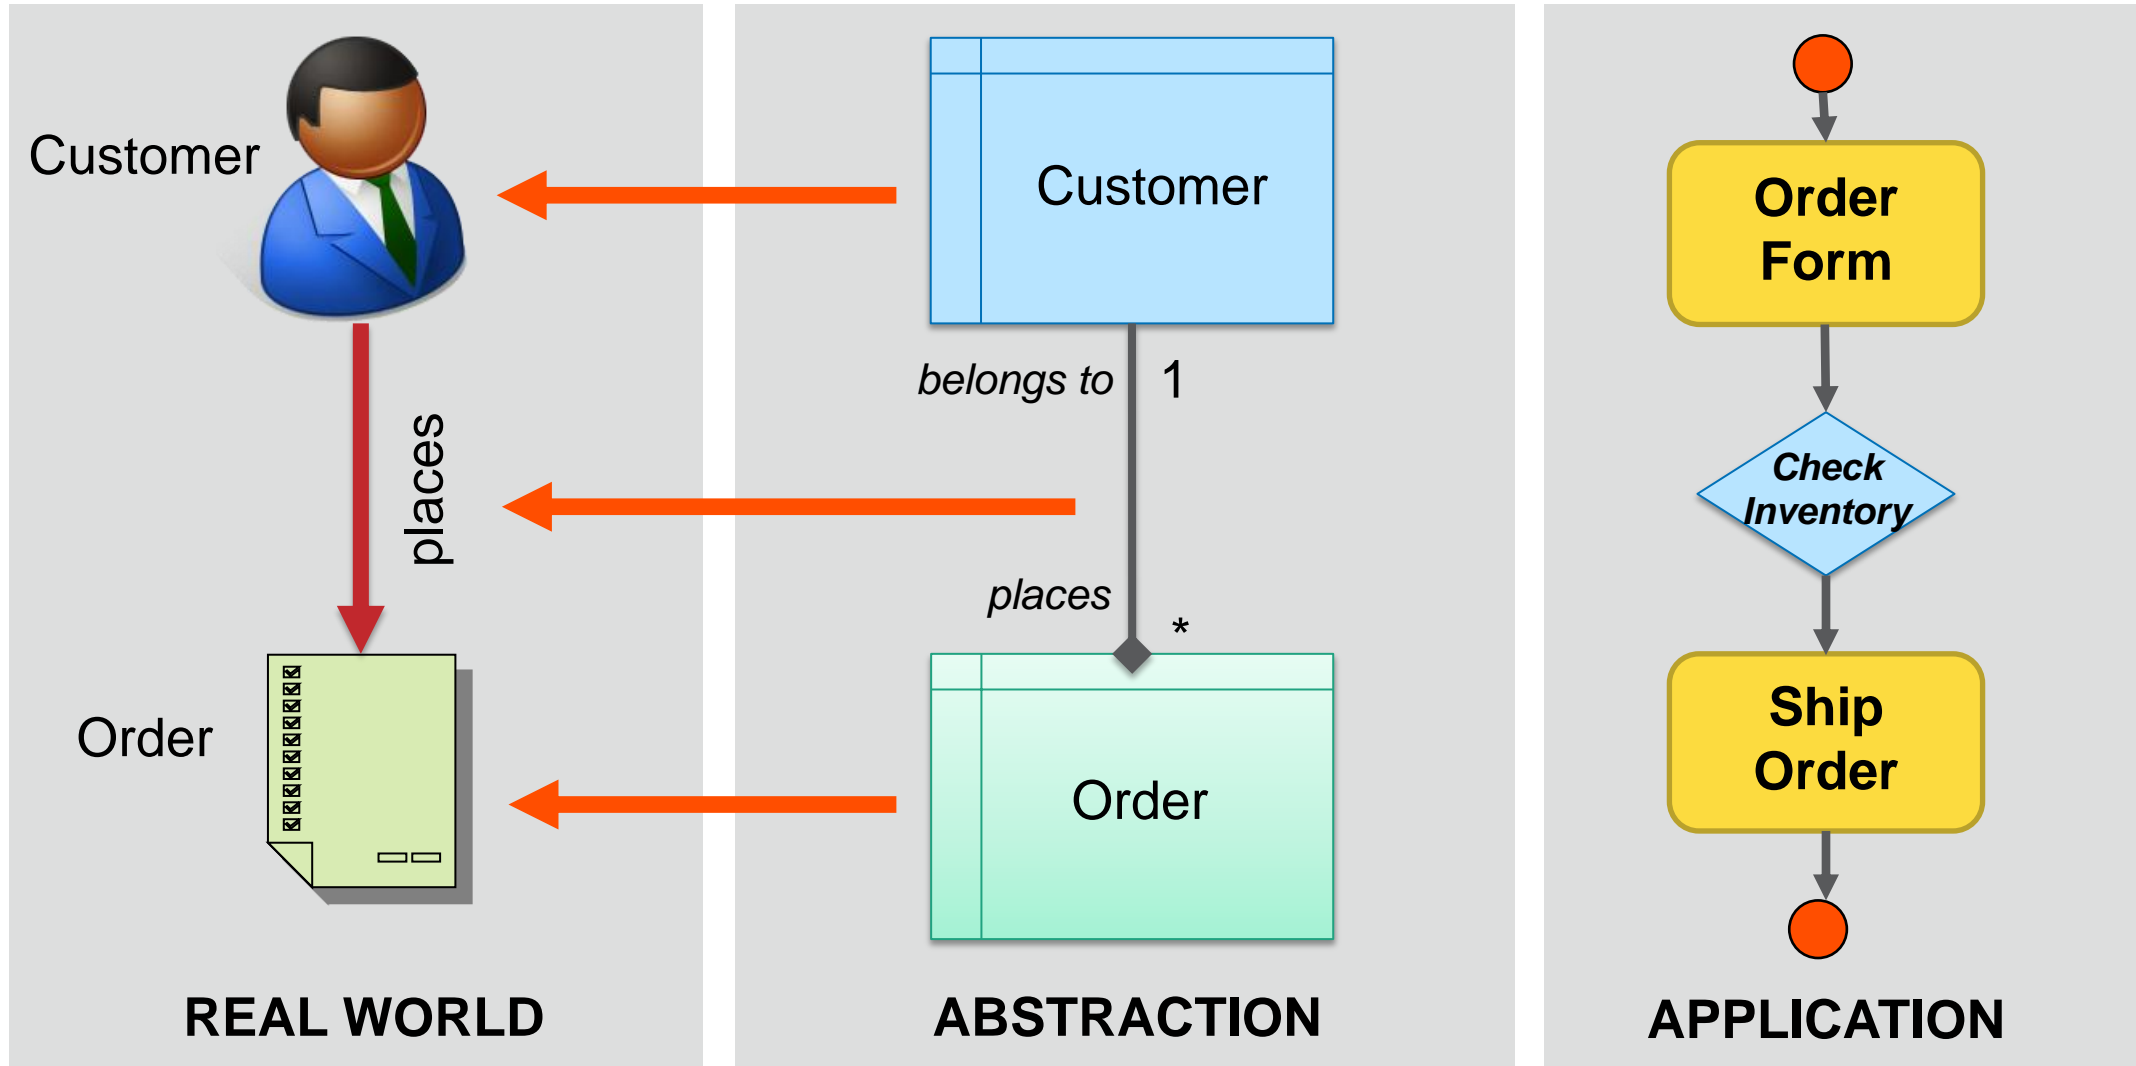 Customer
places
Order
REAL WORLD
Customer
belongs to
1
places
*
Order
ABSTRACTION
Order
Form
Check
Inventory
Ship
Order
APPLICATION